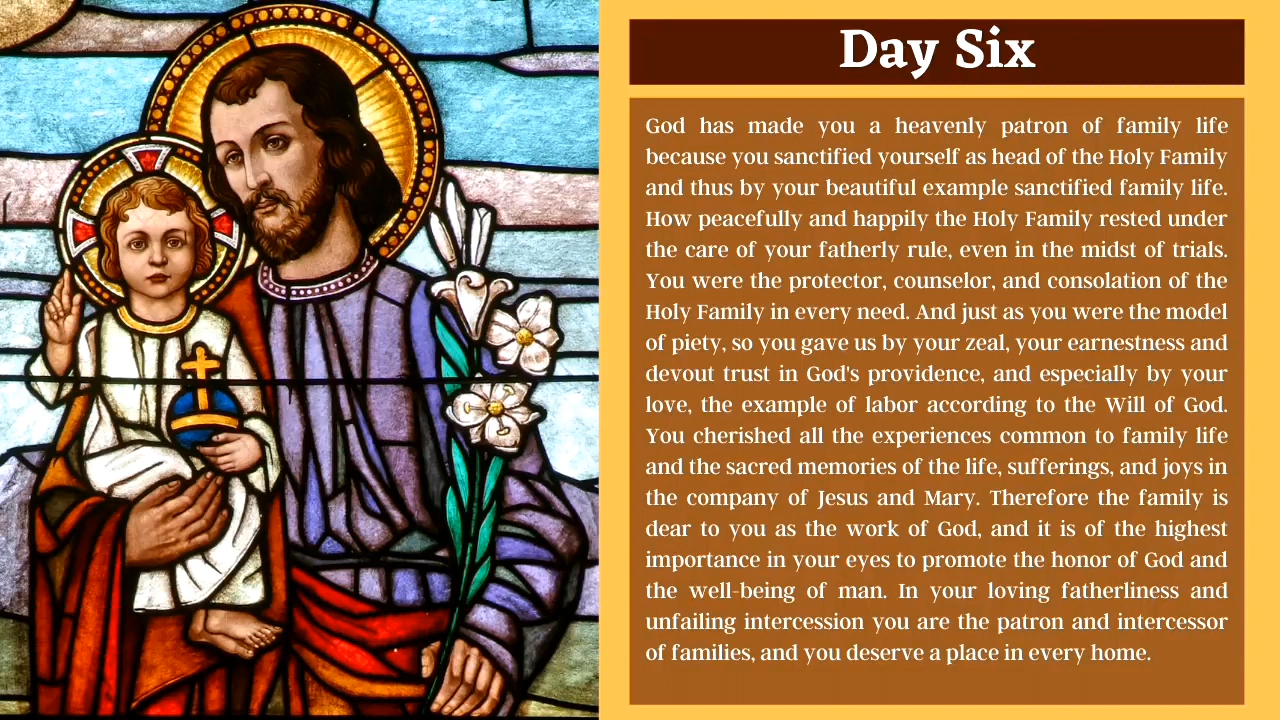 Day Six
God has made you a heavenly patron of family life
because you sanctified yourself as head of the Holy Family
and thus by your beautiful example sanctified family life.
How peacefully and happily the Holy Family rested under
the care of your fatherly rule, even in the midst of trials.
You were the protector, counselor, and consolation of the
Holy Family in every need. And just as you were the model
of piety, so you gave us by your zeal, your earnestness and
devout trust in God's providence, and especially by your
love, the example of labor according to the Will of God.
You cherished all the experiences common to family life
and the sacred memories of the life, sufferings, and joys in
the company of Jesus and Mary. Therefore the family is
dear to you as the work of God, and it is of the highest
importance in your eyes to promote the honor of God and
the well-being of man. In your loving fatherliness and
unfailing intercession you are the patron and intercessor
of families, and you deserve a place in every home.